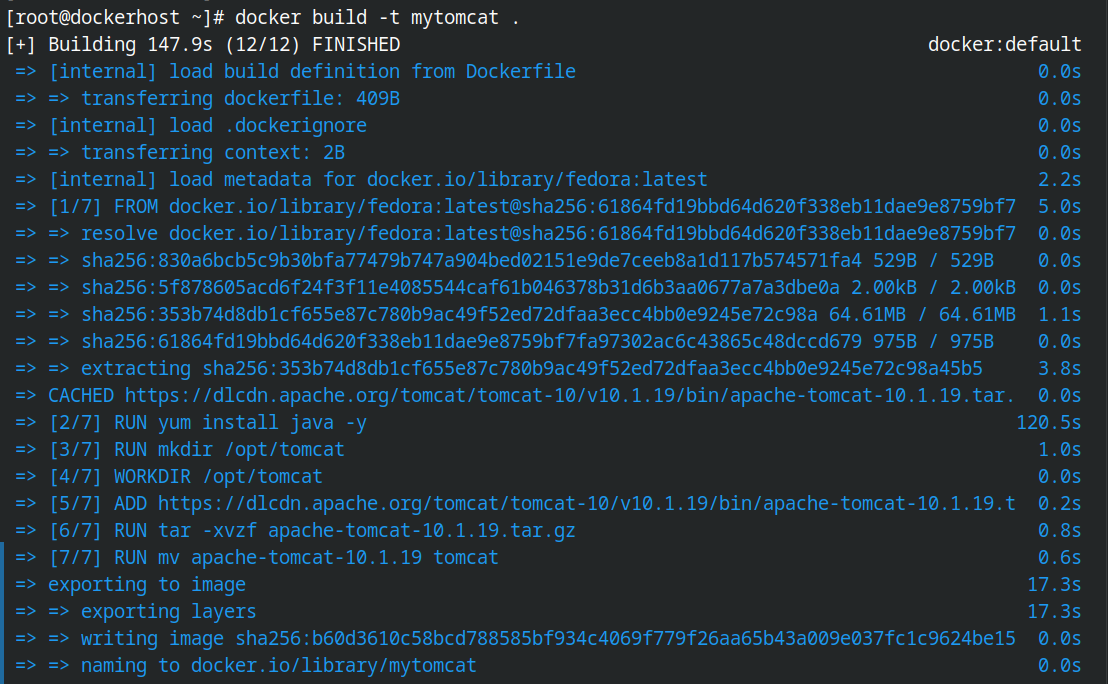 [root@dockerhost ~]# docker build -t mytomcat .
[+] Building 147.9s (12/12) FINISHED docker:default
=> [internal] load build definition from Dockerfile 0.0s
=> => transferring dockerfile: 409B 0.0s
=> [internal] load .dockerignore 0.0s
=> => transferring context: 2B 0.0s
=> [internal] load metadata for docker.io/library/fedora:latest 2.2s
=> [1/7] FROM docker.io/library/fedora:latest@sha256:61864fd19bbd64d620f338eb11dae9e8759bf7 5.0s
=> => resolve docker.io/library/fedora:latest@sha256:61864fd19bbd64d620f338eb11dae9e8759bf7 0.0s
=> => sha256:830a6bcb5c9b30bfa77479b747a904bed02151e9de7ceeb8a1d117b574571fa4 529B / 529B 0.0s
=> => sha256:5f878605acd6f24f3f11e4085544caf61b046378b31d6b3aa0677a7a3dbe0a 2.00kB / 2.00kB 0.0s
=> => sha256:353b74d8db1cf655e87c780b9ac49f52ed72dfaa3ecc4bb0e9245e72c98a 64.61MB / 64.61MB 1.1s
=> => sha256:61864fd19bbd64d620f338eb11dae9e8759bf7fa97302ac6c43865c48dccd679 975B / 975B 0.0s
=> => extracting sha256:353b74d8db1cf655e87c780b9ac49f52ed72dfaa3ecc4bb0e9245e72c98a45b5 3.8s
=> CACHED https://dlcdn.apache.org/tomcat/tomcat-10/v10.1.19/bin/apache-tomcat-10.1.19.tar. 0.0s
=> [2/7] RUN yum install java -y 120.5s
=> [3/7] RUN mkdir /opt/tomcat 1.0s
=> [4/7] WORKDIR /opt/tomcat 0.0s
=> [5/7] ADD https://dlcdn.apache.org/tomcat/tomcat-10/v10.1.19/bin/apache-tomcat-10.1.19.t 0.2s
=> [6/7] RUN tar -xvzf apache-tomcat-10.1.19.tar.gz 0.8s
=> [7/7] RUN mv apache-tomcat-10.1.19 tomcat 0.6s
=> exporting to image 17.3s
=> => exporting layers 17.3s
=> => writing image sha256:b60d3610c58bcd788585bf934c4069f779f26aa65b43a009e037fc1c9624be15 0.0s
=> => naming to docker.io/library/mytomcat 0.0s